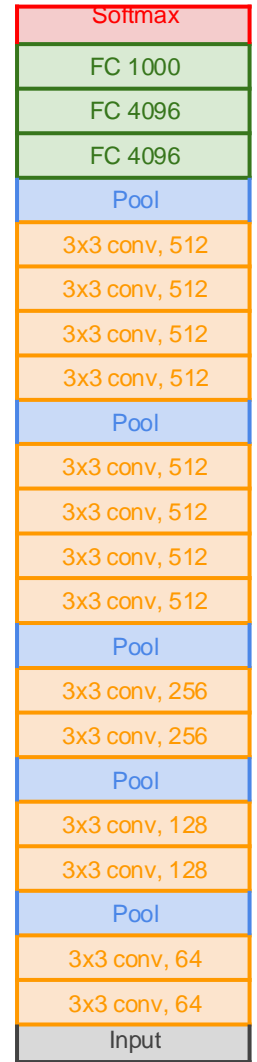 Softmax
FC 1000
FC 4096
FC 4096
Pool
3x3 conv, 512
3x3 conv, 512
3x3 conv, 512
3x3 conv, 512
Pool
3x3 conv, 512
3x3 conv, 512
3x3 conv, 512
3x3 conv, 512
Pool
3x3 conv, 256
3x3 conv, 256
Pool
3x3 conv, 128
3x3 conv, 128
Pool
3x3 conv, 64
3x3 conv, 64
Input